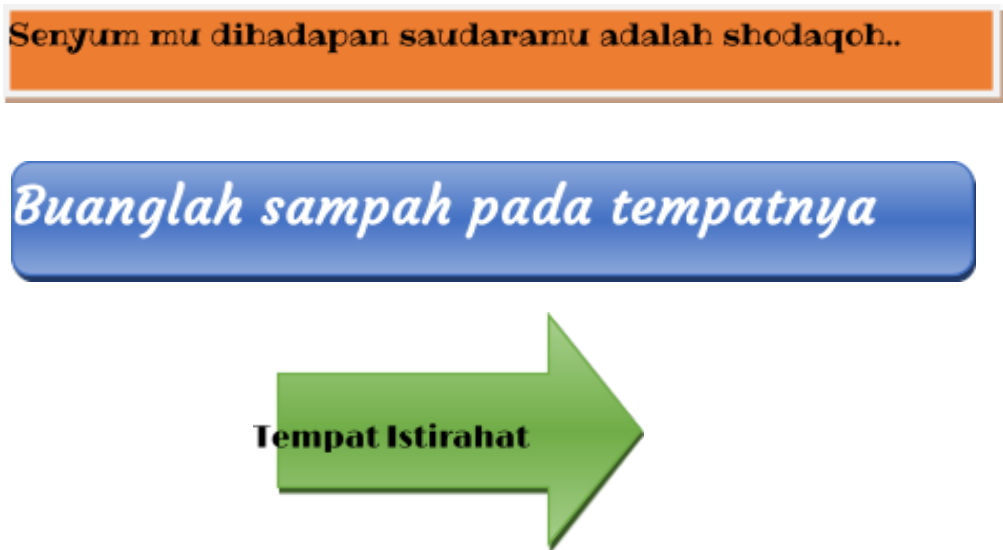 Senyum mu dihadapan saudaramu adalah shodaqoh..
Buanglah sampah pada tempatnya
Tempat Istirahat